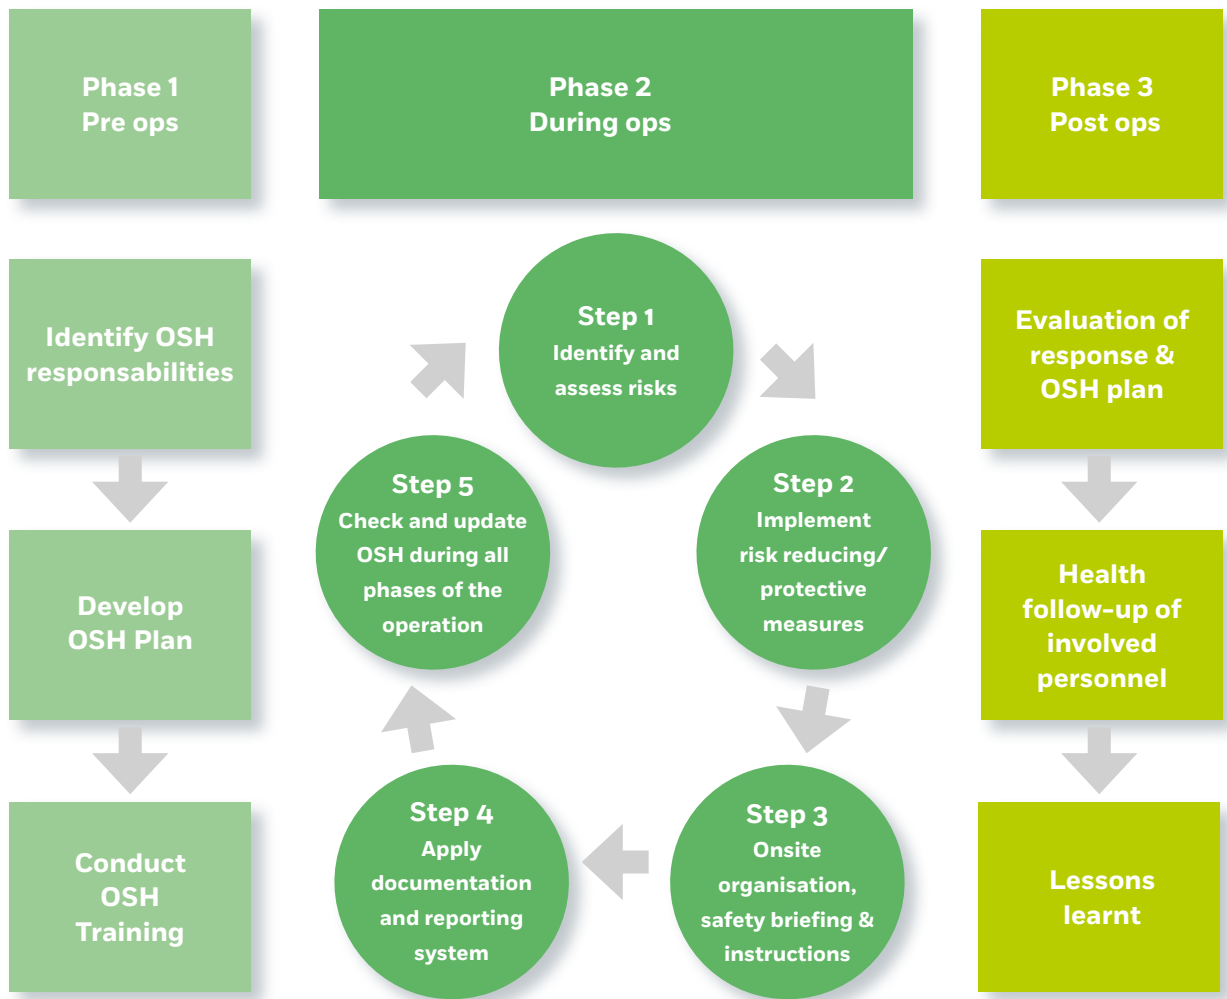 Phase 1
Pre ops
Phase 2
During ops
Phase 3
Post ops
Identify OSH
responsabilities
Develop
OSH Plan
Conduct
OSH
Training
Step 1
Identify and
assess risks
Step 2
Implement
risk reducing/
protective
measures
Step 3
Onsite
organisation,
safety briefing &
instructions
Step 4
Apply
documentation
and reporting
system
Step 5
Check and update
OSH during all
phases of the
operation
Evaluation of
response &
OSH plan
Health
follow-up of
involved
personnel
Lessons
learnt